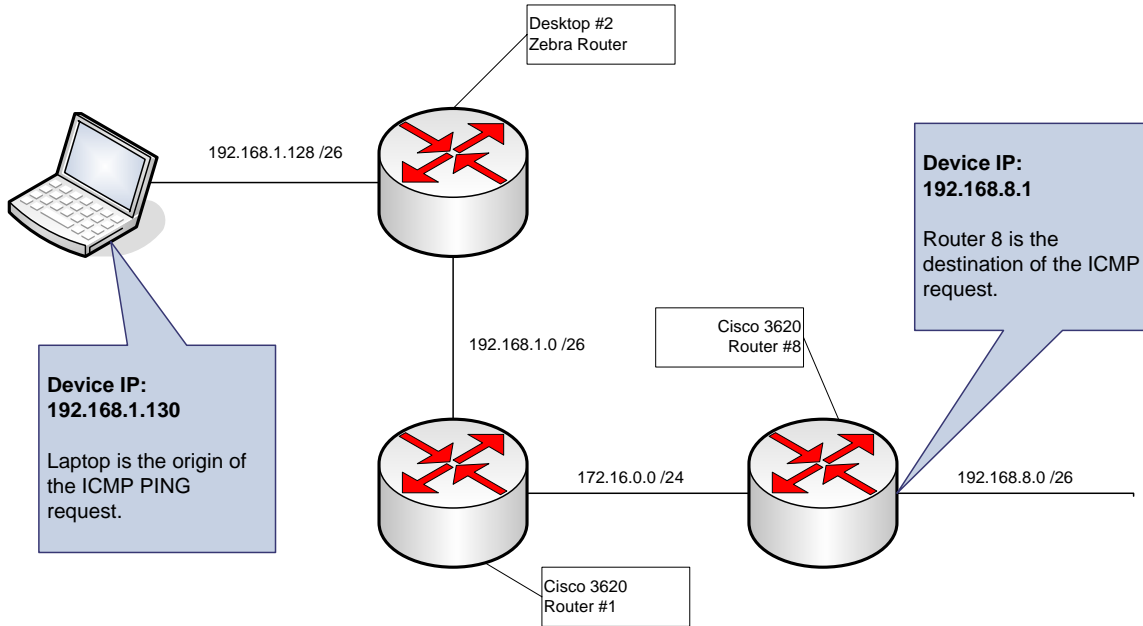 Desktop #2
Zebra Router
192.168.1.128 /26
Device IP:
192.168.8.1
Router 8 is the
destination of the ICMP
request.
192.168.1.0 /26
Cisco 3620
Router #8
Device IP:
192.168.1.130
Laptop is the origin of
the ICMP PING
request.
172.16.0.0 /24
192.168.8.0 /26
Cisco 3620
Router #1